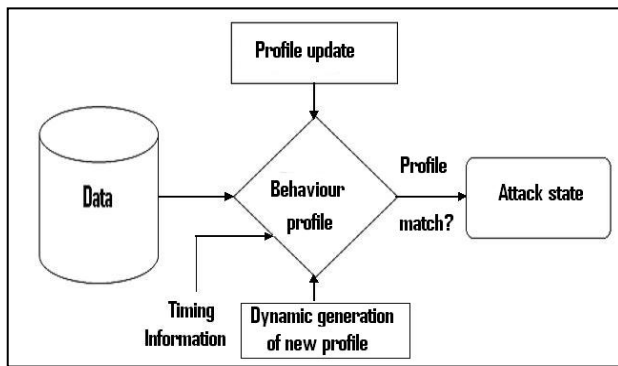 Profile update
Data
Behaviour
profile
Profile
match?
Attack state
Timing
Information
Dynamic generation
of new profile